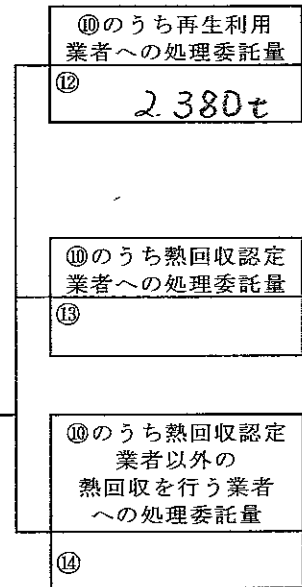 ⑩のうち再生利用
業者への処理委託量
⑫
2.380t
⑩のうち熱回収認定
業者への処理委託量
⑬
⑩のうち熱回収認定
業者以外の
熱回収を行う業者
への処理委託量
⑭